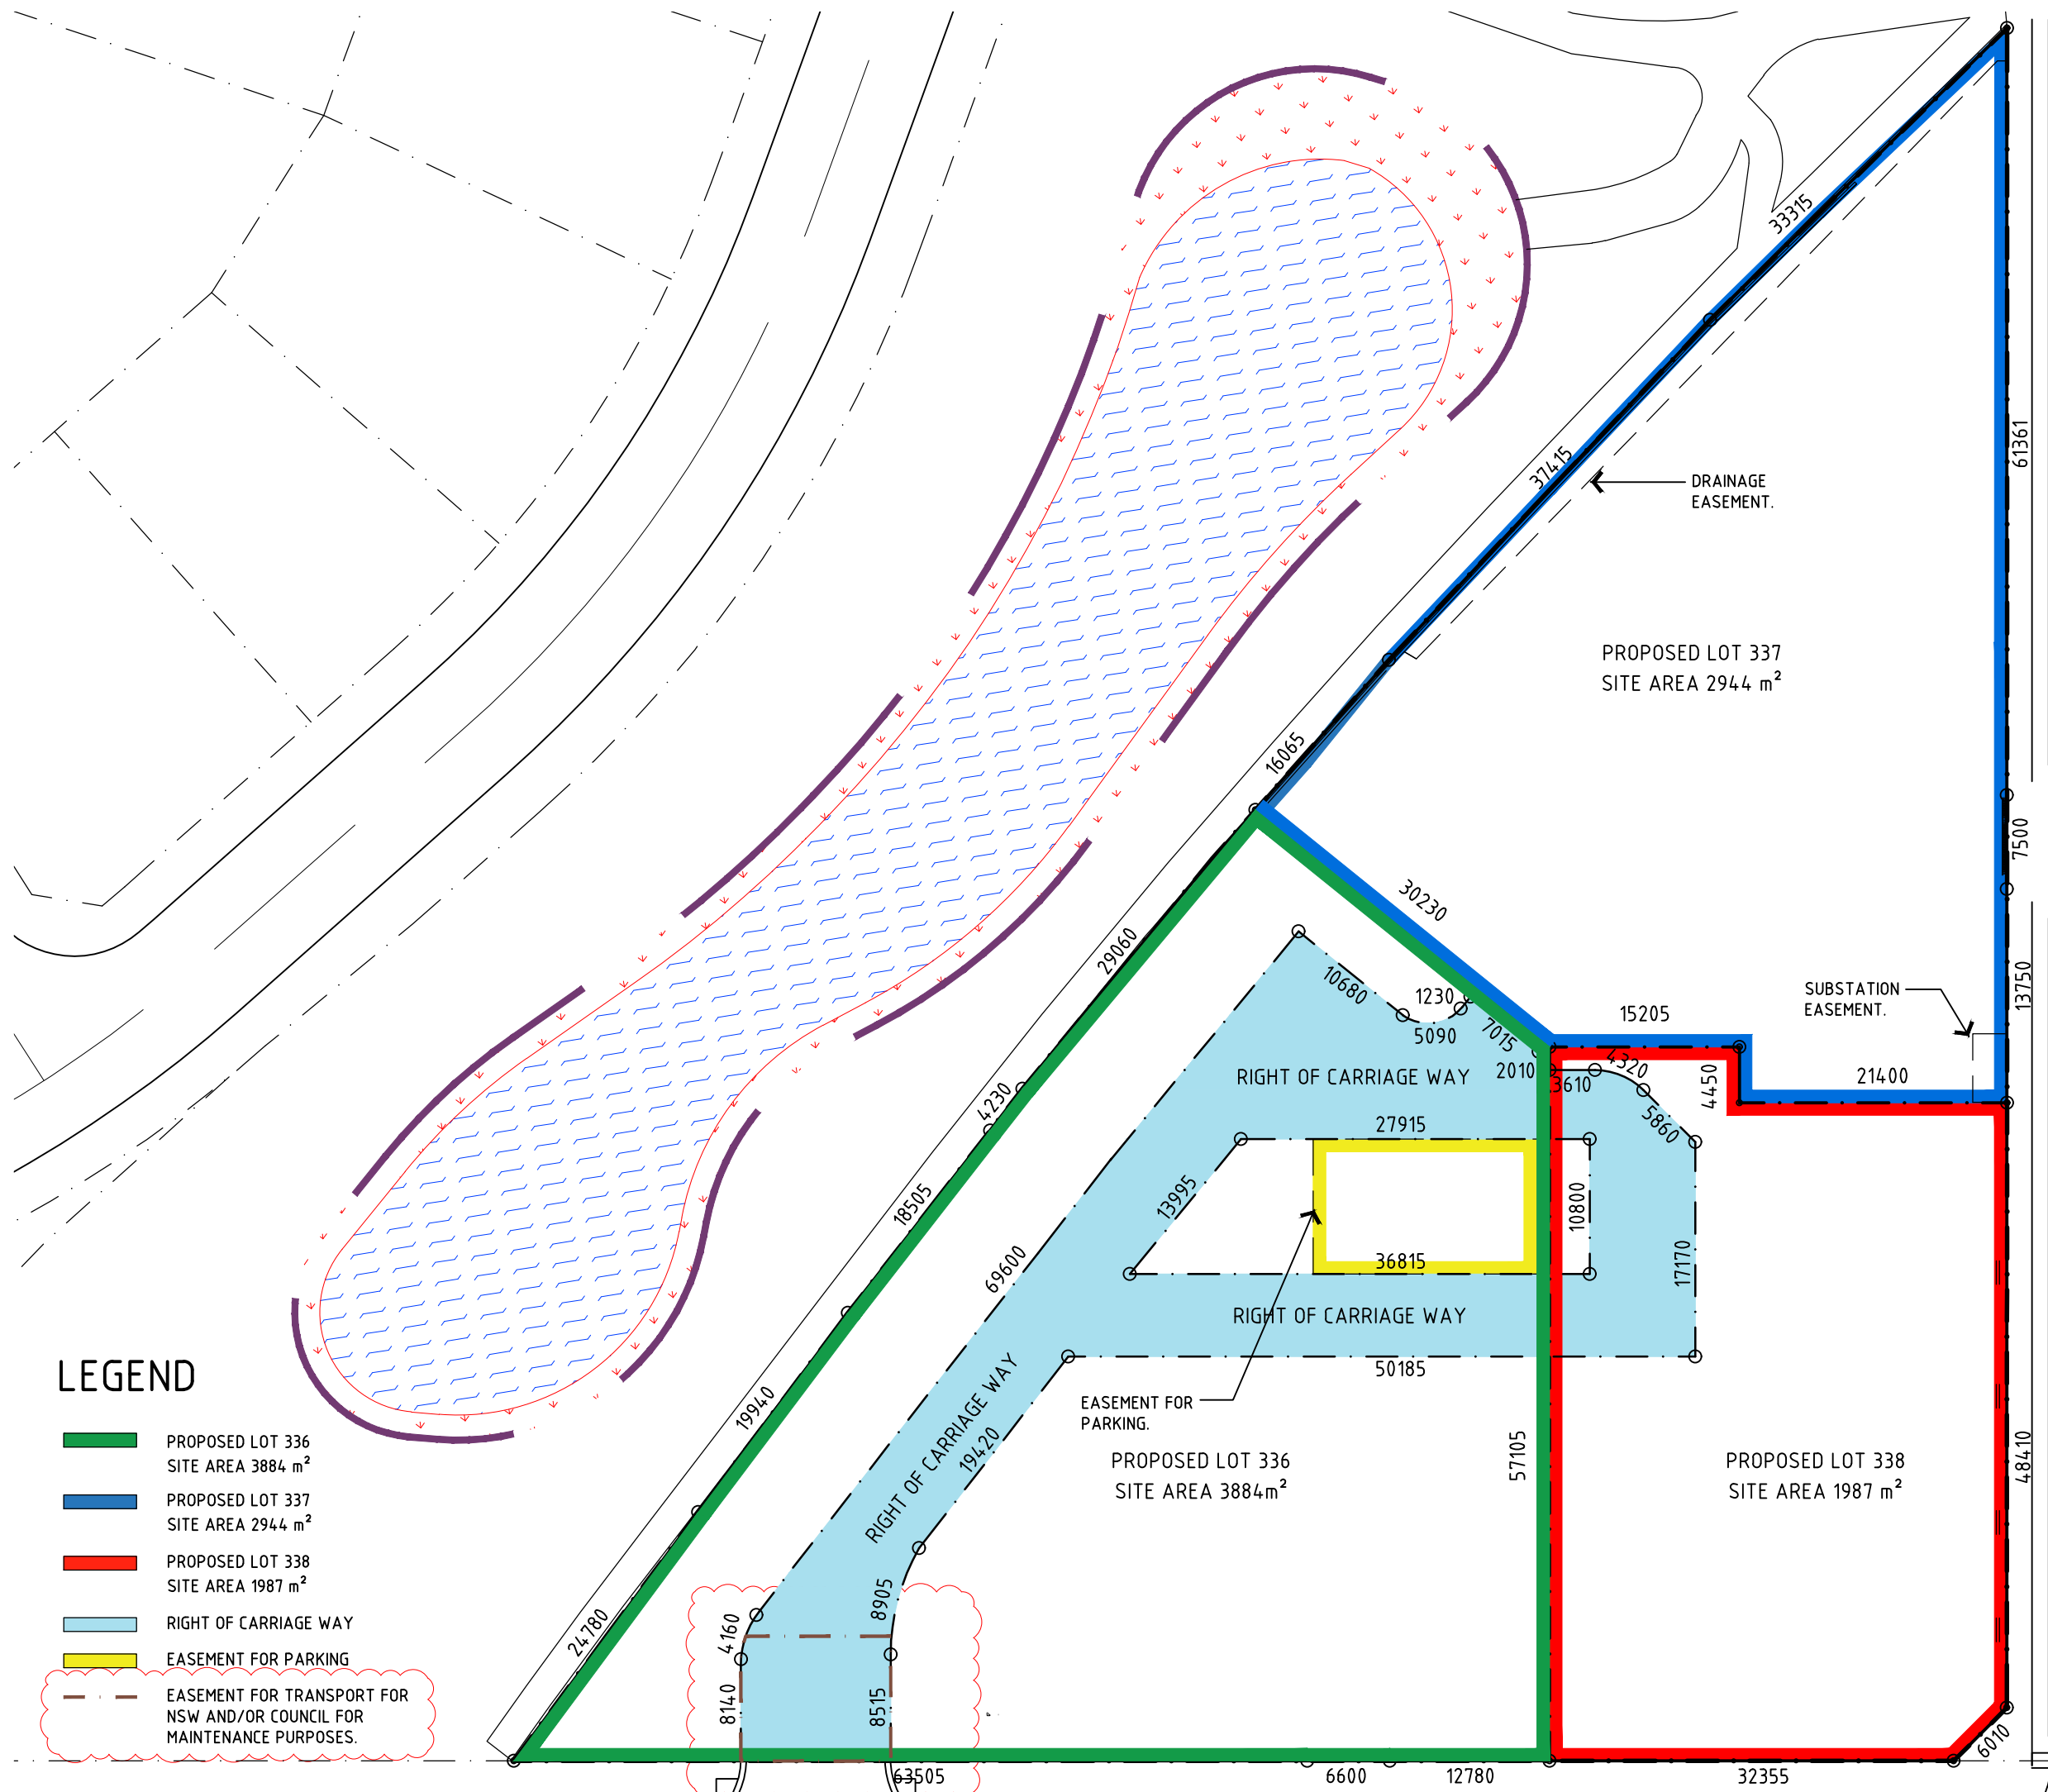 33315
61361
37415
DRAINAGE
EASEMENT.
PROPOSED LOT 337
SITE AREA 2944 m²
16065
7500
30230
29060
13750
SUBSTATION
EASEMENT.
10680
1230
5090
7015
15205
2010
3610
4320
4450
21400
RIGHT OF CARRIAGE WAY
4230
5860
27915
18505
13995
10800
36815
17170
69600
RIGHT OF CARRIAGE WAY
50185
RIGHT OF CARRIAGE WAY
19940
19420
EASEMENT FOR
PARKING.
57105
48410
PROPOSED LOT 336
SITE AREA 3884m²
PROPOSED LOT 338
SITE AREA 1987 m²
24780
4160
8905
8140
8515
6010
63505
6600
12780
32355
LEGEND
PROPOSED LOT 336
SITE AREA 3884 m²
PROPOSED LOT 337
SITE AREA 2944 m²
PROPOSED LOT 338
SITE AREA 1987 m²
RIGHT OF CARRIAGE WAY
EASEMENT FOR PARKING
EASEMENT FOR TRANSPORT FOR
NSW AND/OR COUNCIL FOR
MAINTENANCE PURPOSES.